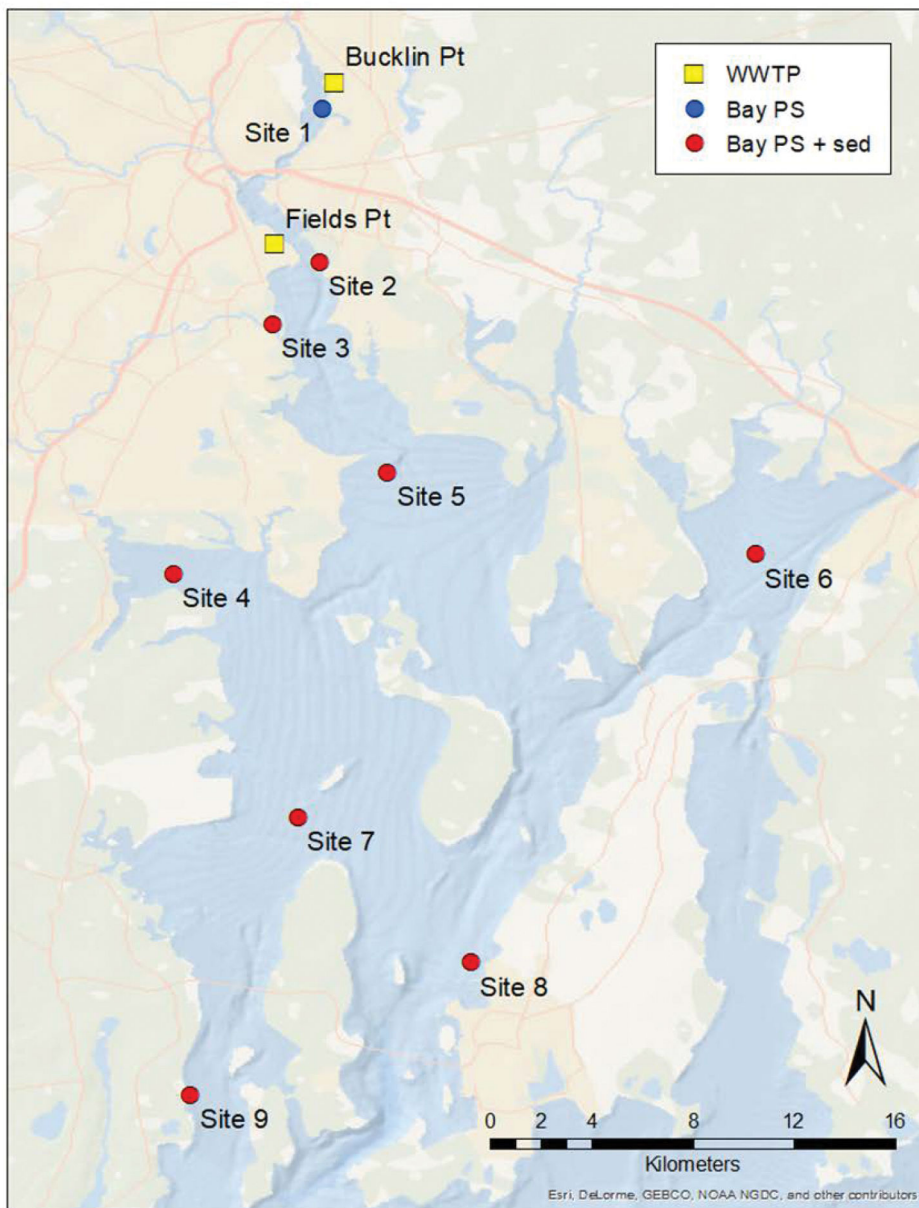 Bucklin Pt
WWTP
Site 1
Bay PS
Bay PS + sed
Fields Pt
Site 2
Site 3
Site 5
Site 4
Site 6
Site 7
Site 8
N
Site 9
0 2 4 8 12 16
Kilometers
Esri, DeLorme, GEBCO, NOAA NGDC, and other contributors